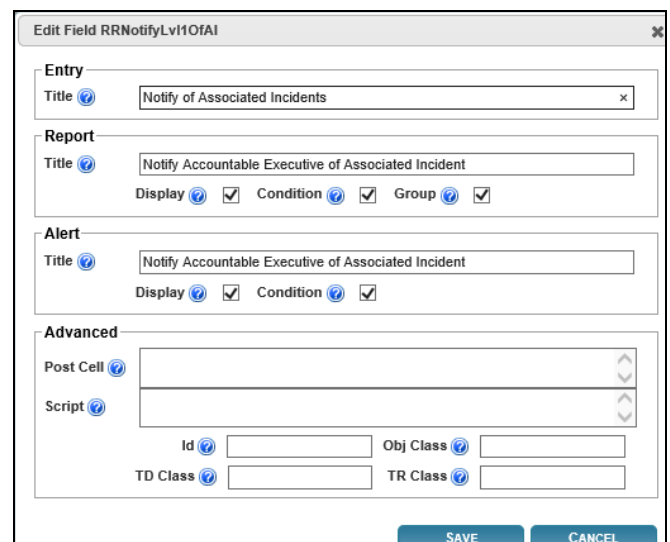 Edit Field RRNotifyLvl1OfAI
Entry
Title Notify of Associated Incidents
Report
Title Notify Accountable Executive of Associated Incident
Display Condition Group
Alert
Title Notify Accountable Executive of Associated Incident
Display Condition
Advanced
Post Cell
Script
Id Obj Class
TD Class TR Class
SAVE CANCEL